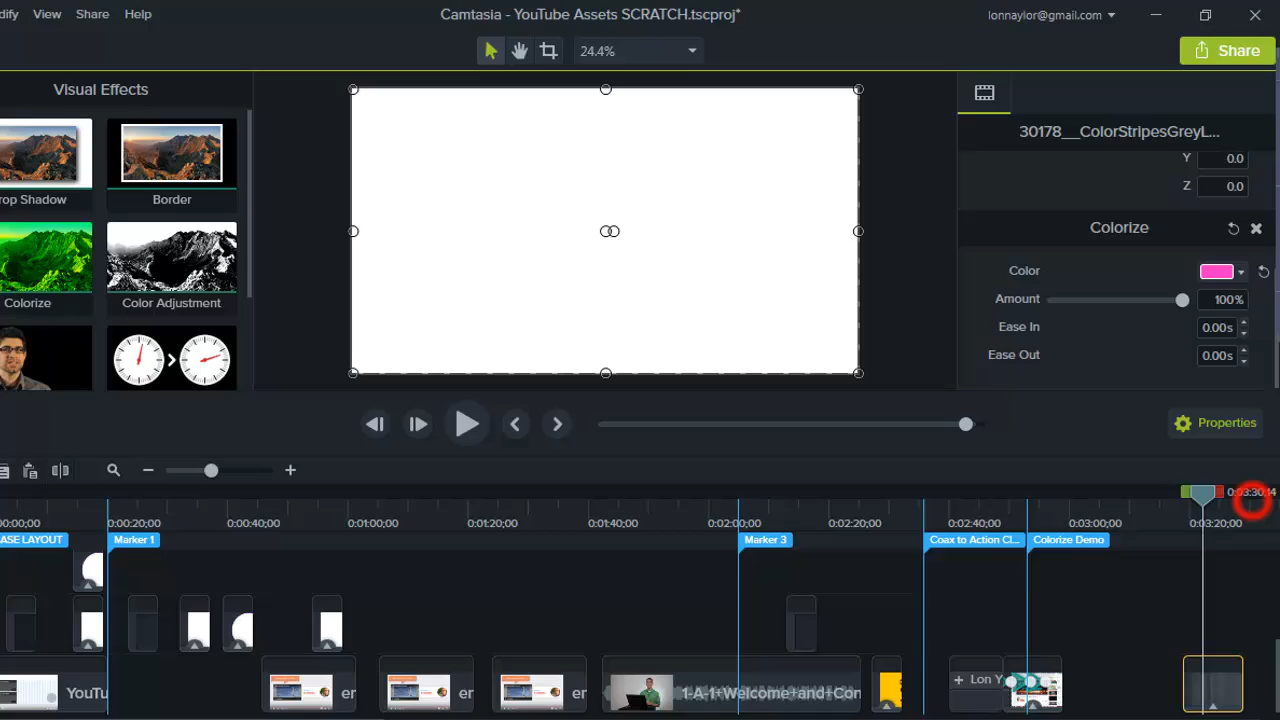 dify View Share Help
Camtasia - YouTube Assets SCRATCH.tscproj*
lonnaylor@gmail.com
24.4%
Share
Visual Effects
rop Shadow
Border
Colorize
Color Adjustment
30178__ColorStripesGreyL...
Y 0.0
Z 0.0
Colorize
Color
Amount 100%
Ease In 0.00s
Ease Out 0.00s
Properties
0:03:30;14
00:00;00 0:00:20;00 0:00:40;00 0:01:00;00 0:01:20;00 0:01:40;00 0:02:00;00 0:02:20;00 0:02:40;00 0:03:00;00 0:03:20;00
ASE LAYOUT Marker 1 Marker 3 Coax to Action Cl... Colorize Demo
YouTu er er er 1-A-1+Welcome+and+Con + Lon Y